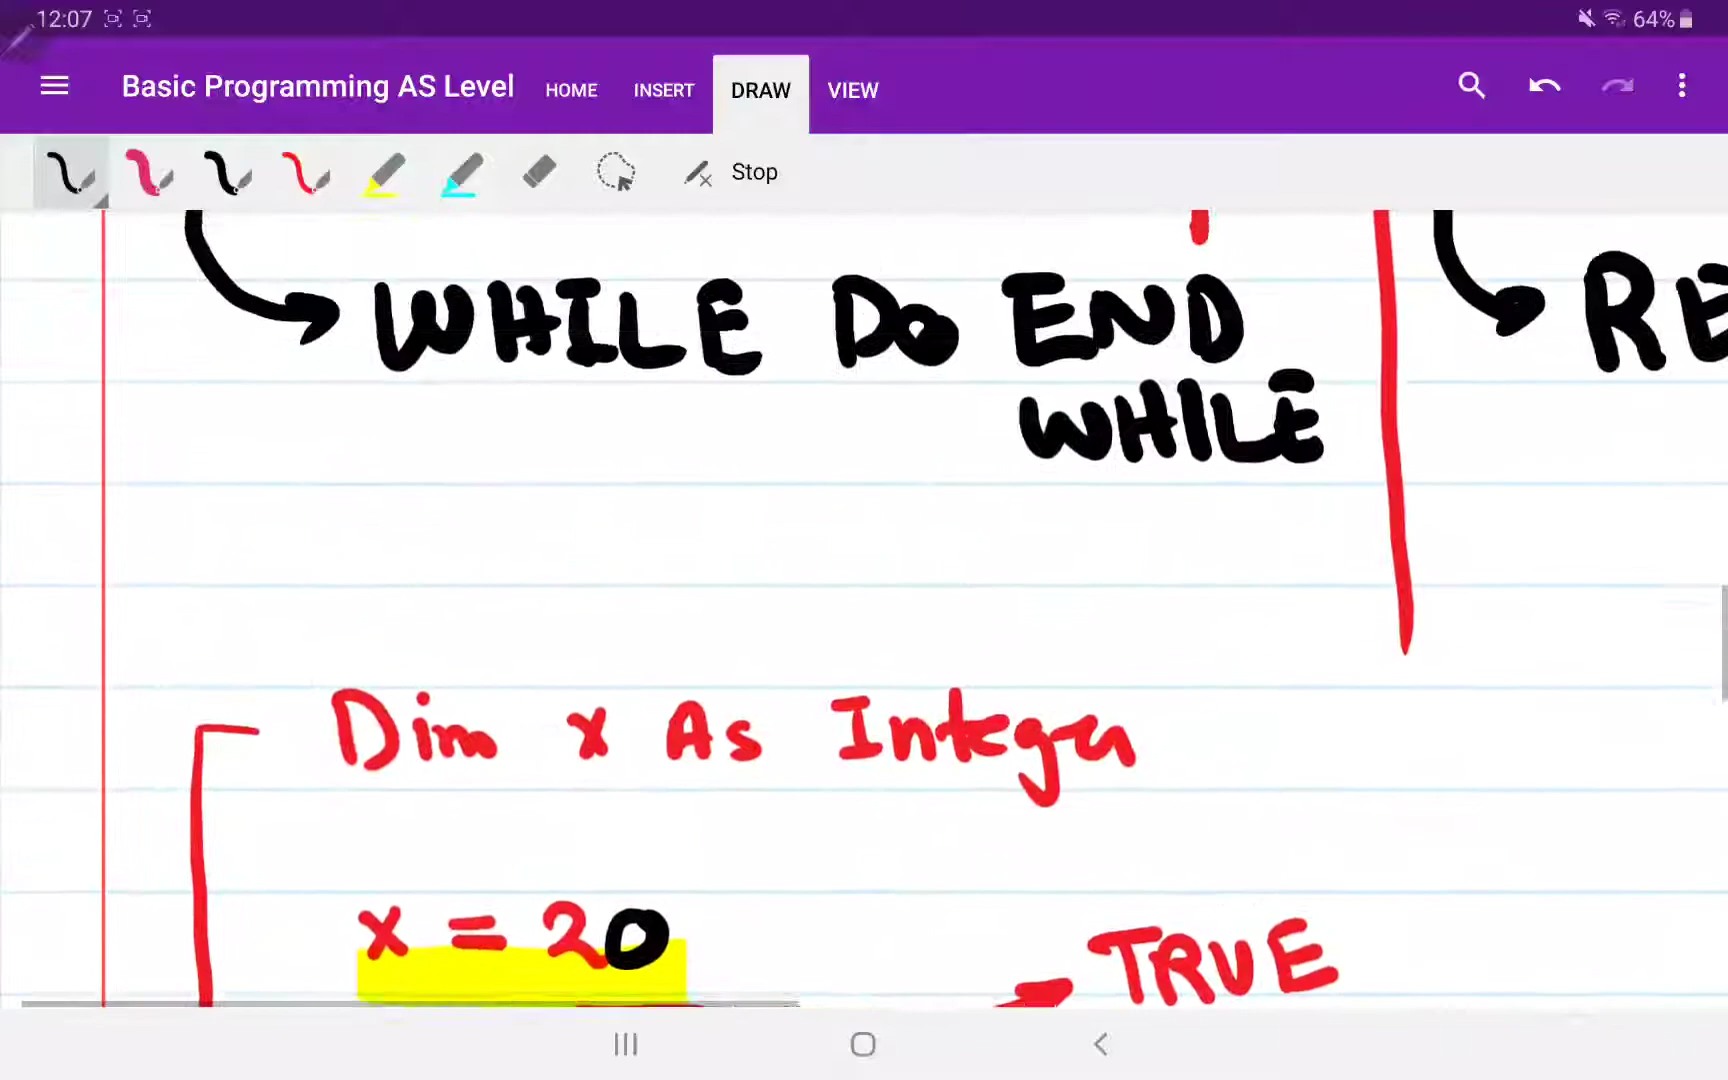 12:07 64%
Basic Programming AS Level HOME INSERT DRAW VIEW
Stop
WHILE DO END
WHILE
RE
Dim x As Integer
x = 20
TRUE